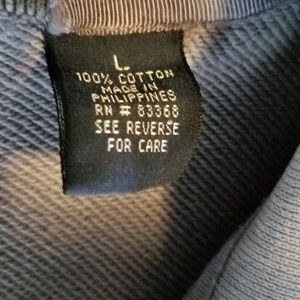 L.
100% COTTON
MADE IN
PHILIPPINES
RN # 83368
SEE REVERSE
FOR CARE